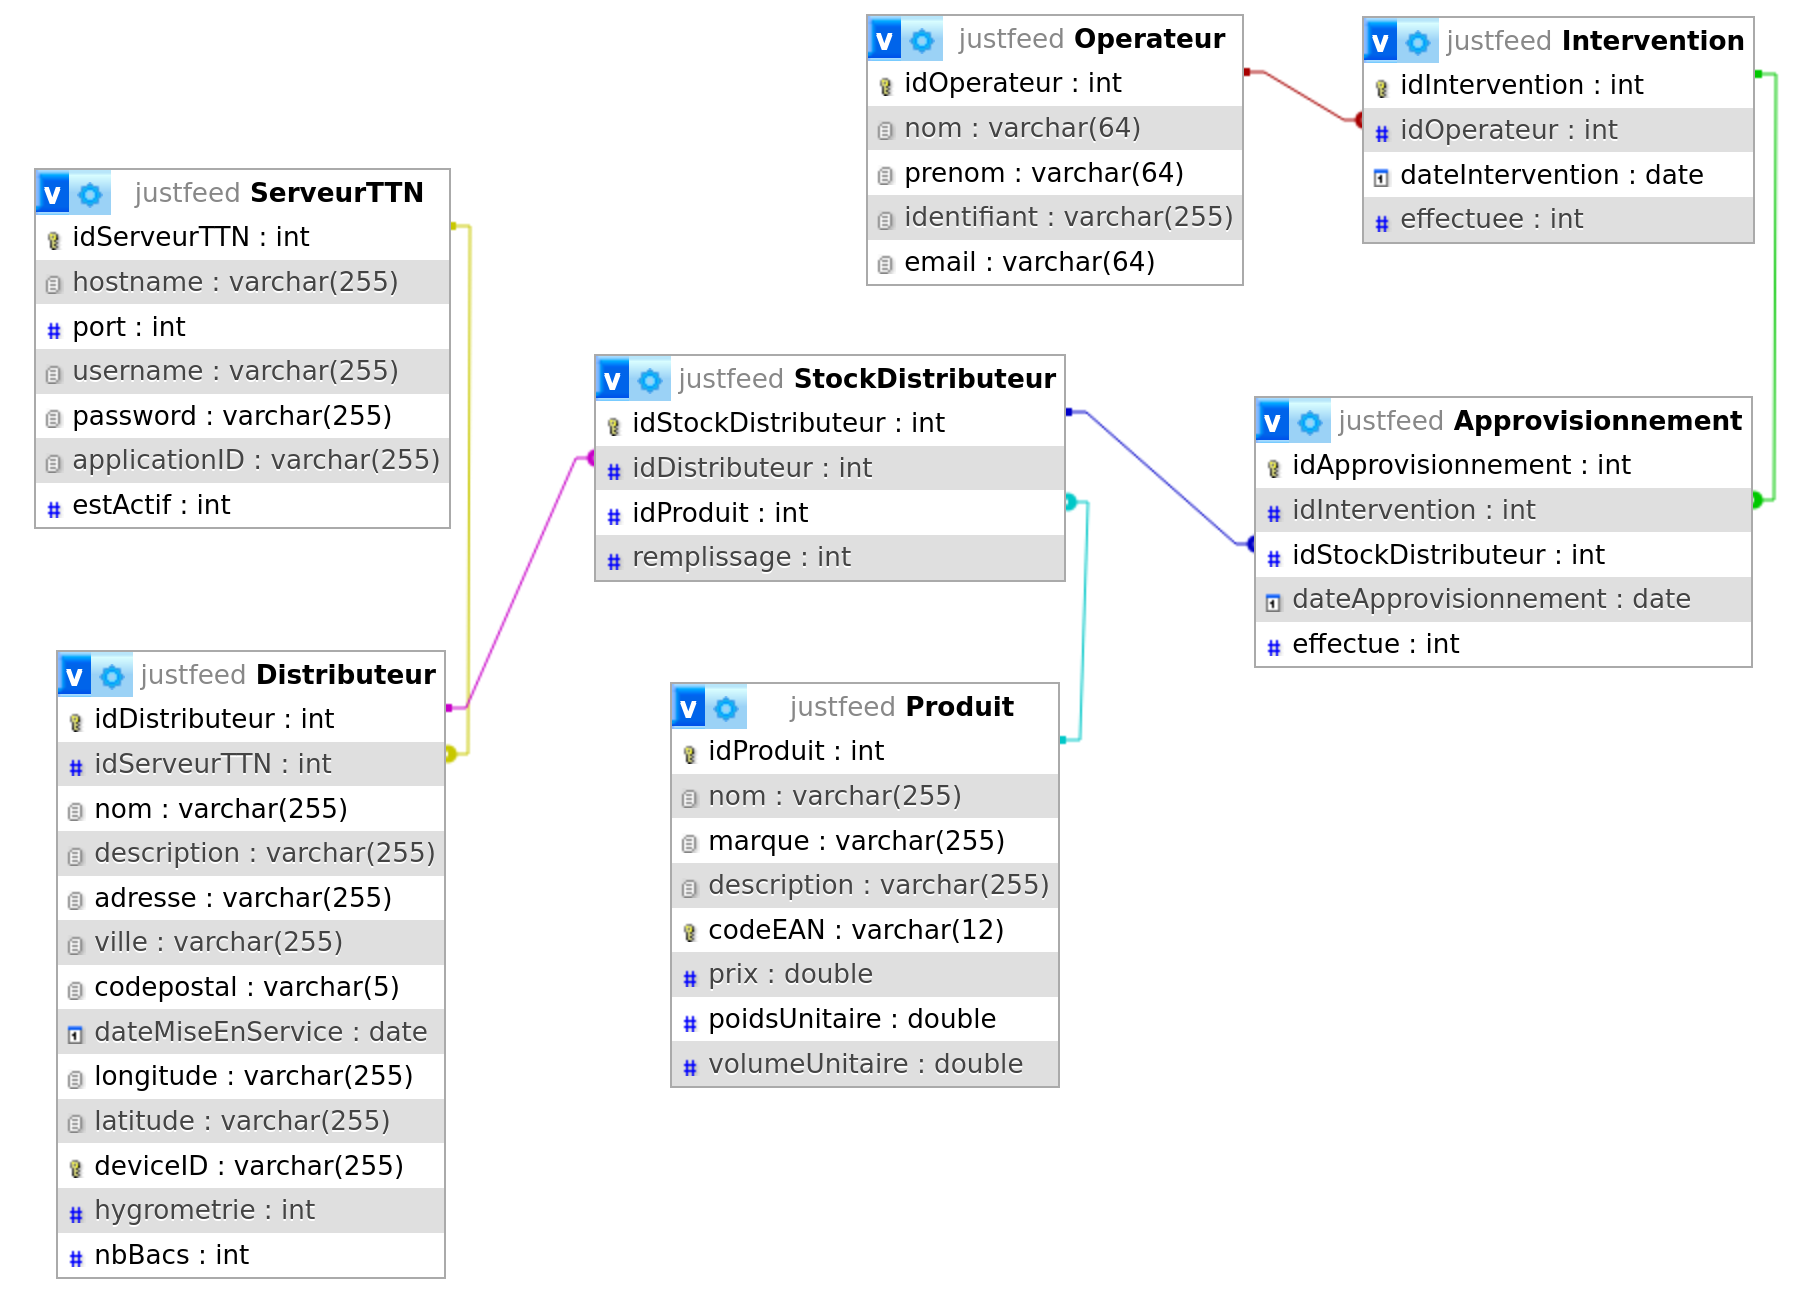 justfeed Operateur
idOperateur : int
nom : varchar(64)
prenom : varchar(64)
identifiant : varchar(255)
email : varchar(64)
justfeed Intervention
idIntervention : int
idOperateur : int
dateIntervention : date
effectuee : int
justfeed ServeurTTN
idServeurTTN : int
hostname : varchar(255)
port : int
username : varchar(255)
password : varchar(255)
applicationID : varchar(255)
estActif : int
justfeed StockDistributeur
idStockDistributeur : int
idDistributeur : int
idProduit : int
remplissage : int
justfeed Approvisionnement
idApprovisionnement : int
idIntervention : int
idStockDistributeur : int
dateApprovisionnement : date
effectue : int
justfeed Distributeur
idDistributeur : int
idServeurTTN : int
nom : varchar(255)
description : varchar(255)
adresse : varchar(255)
ville : varchar(255)
codepostal : varchar(5)
dateMiseEnService : date
longitude : varchar(255)
latitude : varchar(255)
deviceID : varchar(255)
hygrometrie : int
nbBacs : int
justfeed Produit
idProduit : int
nom : varchar(255)
marque : varchar(255)
description : varchar(255)
codeEAN : varchar(12)
prix : double
poidsUnitaire : double
volumeUnitaire : double